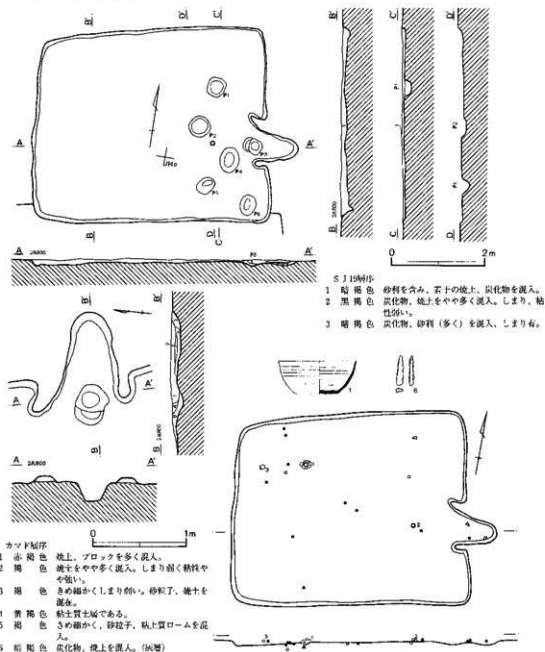 B' D' C'
P1
P2
P3
P4
A A'
B C D
A A'
B' C' D'
B C D
0 2m
SJ19層序
1 暗褐色 砂利を含み、若干の焼土、炭化物を混入。
2 黒褐色 炭化物、焼土をやや多く混入。しまり、粘
性弱い。
3 暗褐色 炭化物、砂利(多く)を混入、しまり有。
B' B'
A A'
B B
A A'
1 6
0 1m
カマド層序
1 赤褐色 焼土、ブロックを多く混入。
2 褐色 焼土をやや多く混入。しまり弱く粘性や
や強い。
3 褐色 きめ細かくしまり弱い。砂粒子、焼土を
混在。
4 黄褐色 粘土質土層である。
5 褐色 きめ細かく、砂粒子、粘土質ロームを混
入。
6 暗褐色 炭化物、焼土を混入。(灰層)